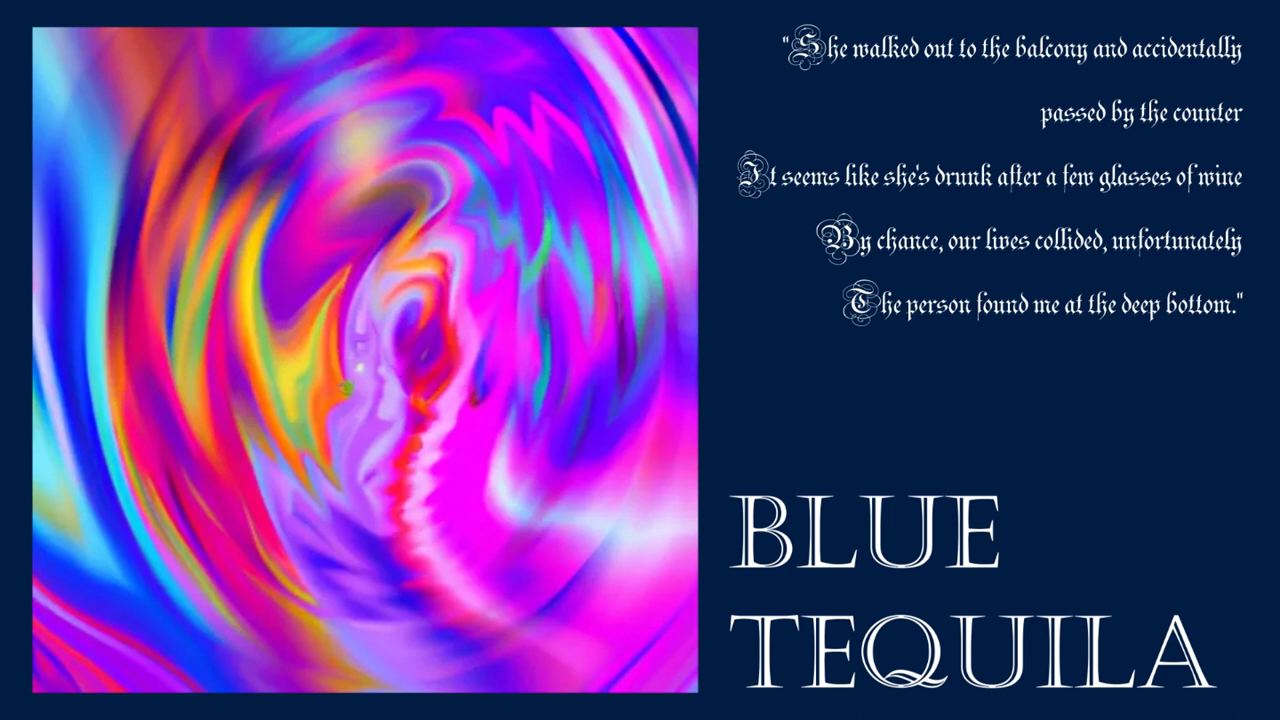 "She walked out to the balcony and accidentally
passed by the counter
It seems like she's drunk after a few glasses of wine
By chance, our lives collided, unfortunately
The person found me at the deep bottom."
BLUE
TEQUILA